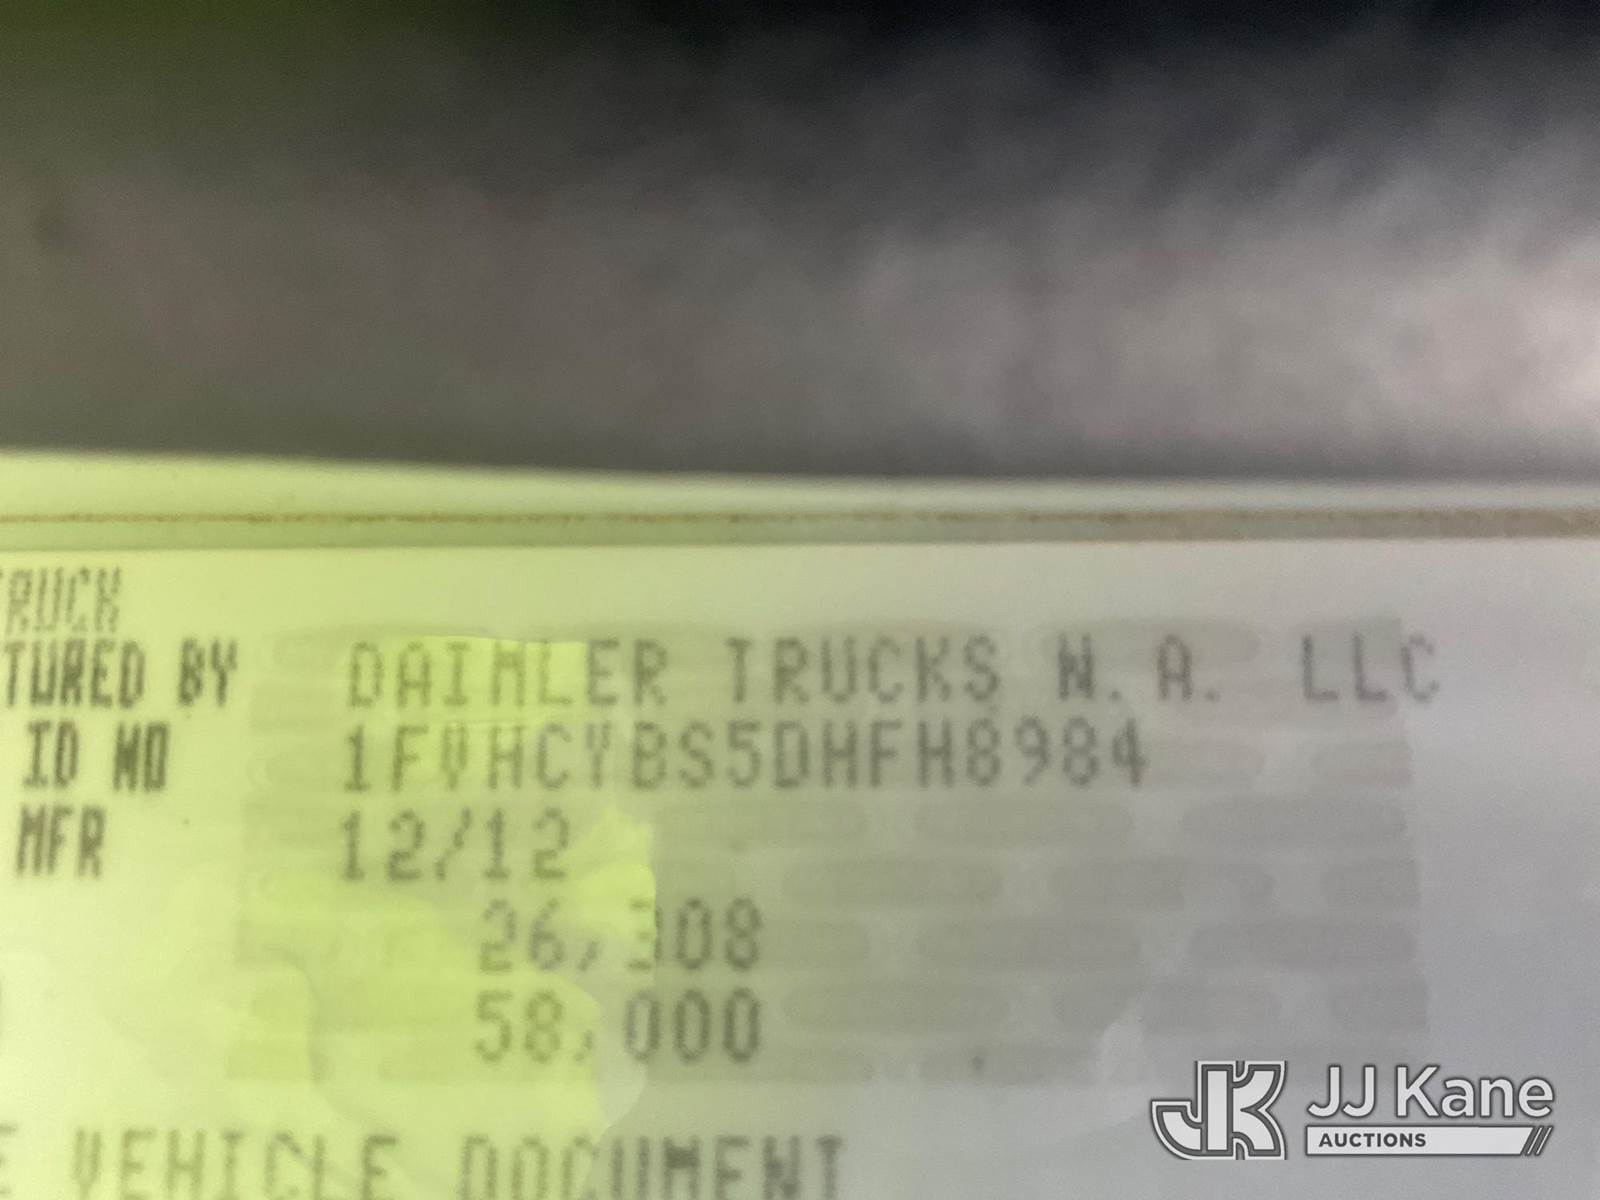 TRUCK
TURED BY DAIMLER TRUCKS N.A. LLC
ID NO 1FVHCYBS5DHFH8984
MFR 12/12
26,308
58,000
E VEHICLE DOCUMENT
JJ Kane
AUCTIONS